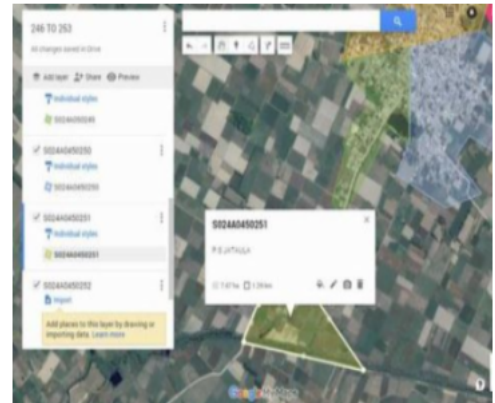 246 TO 253
All changes saved in Drive
Add layer Share Preview
Individual styles
S024A0450250
Individual styles
S024A0450250
S024A0450251
Individual styles
S024A0450251
S024A0450252
Import
Add places to this layer by drawing or
importing data. Learn more
S024A0450251
P.S.JATAULA
Google My Maps